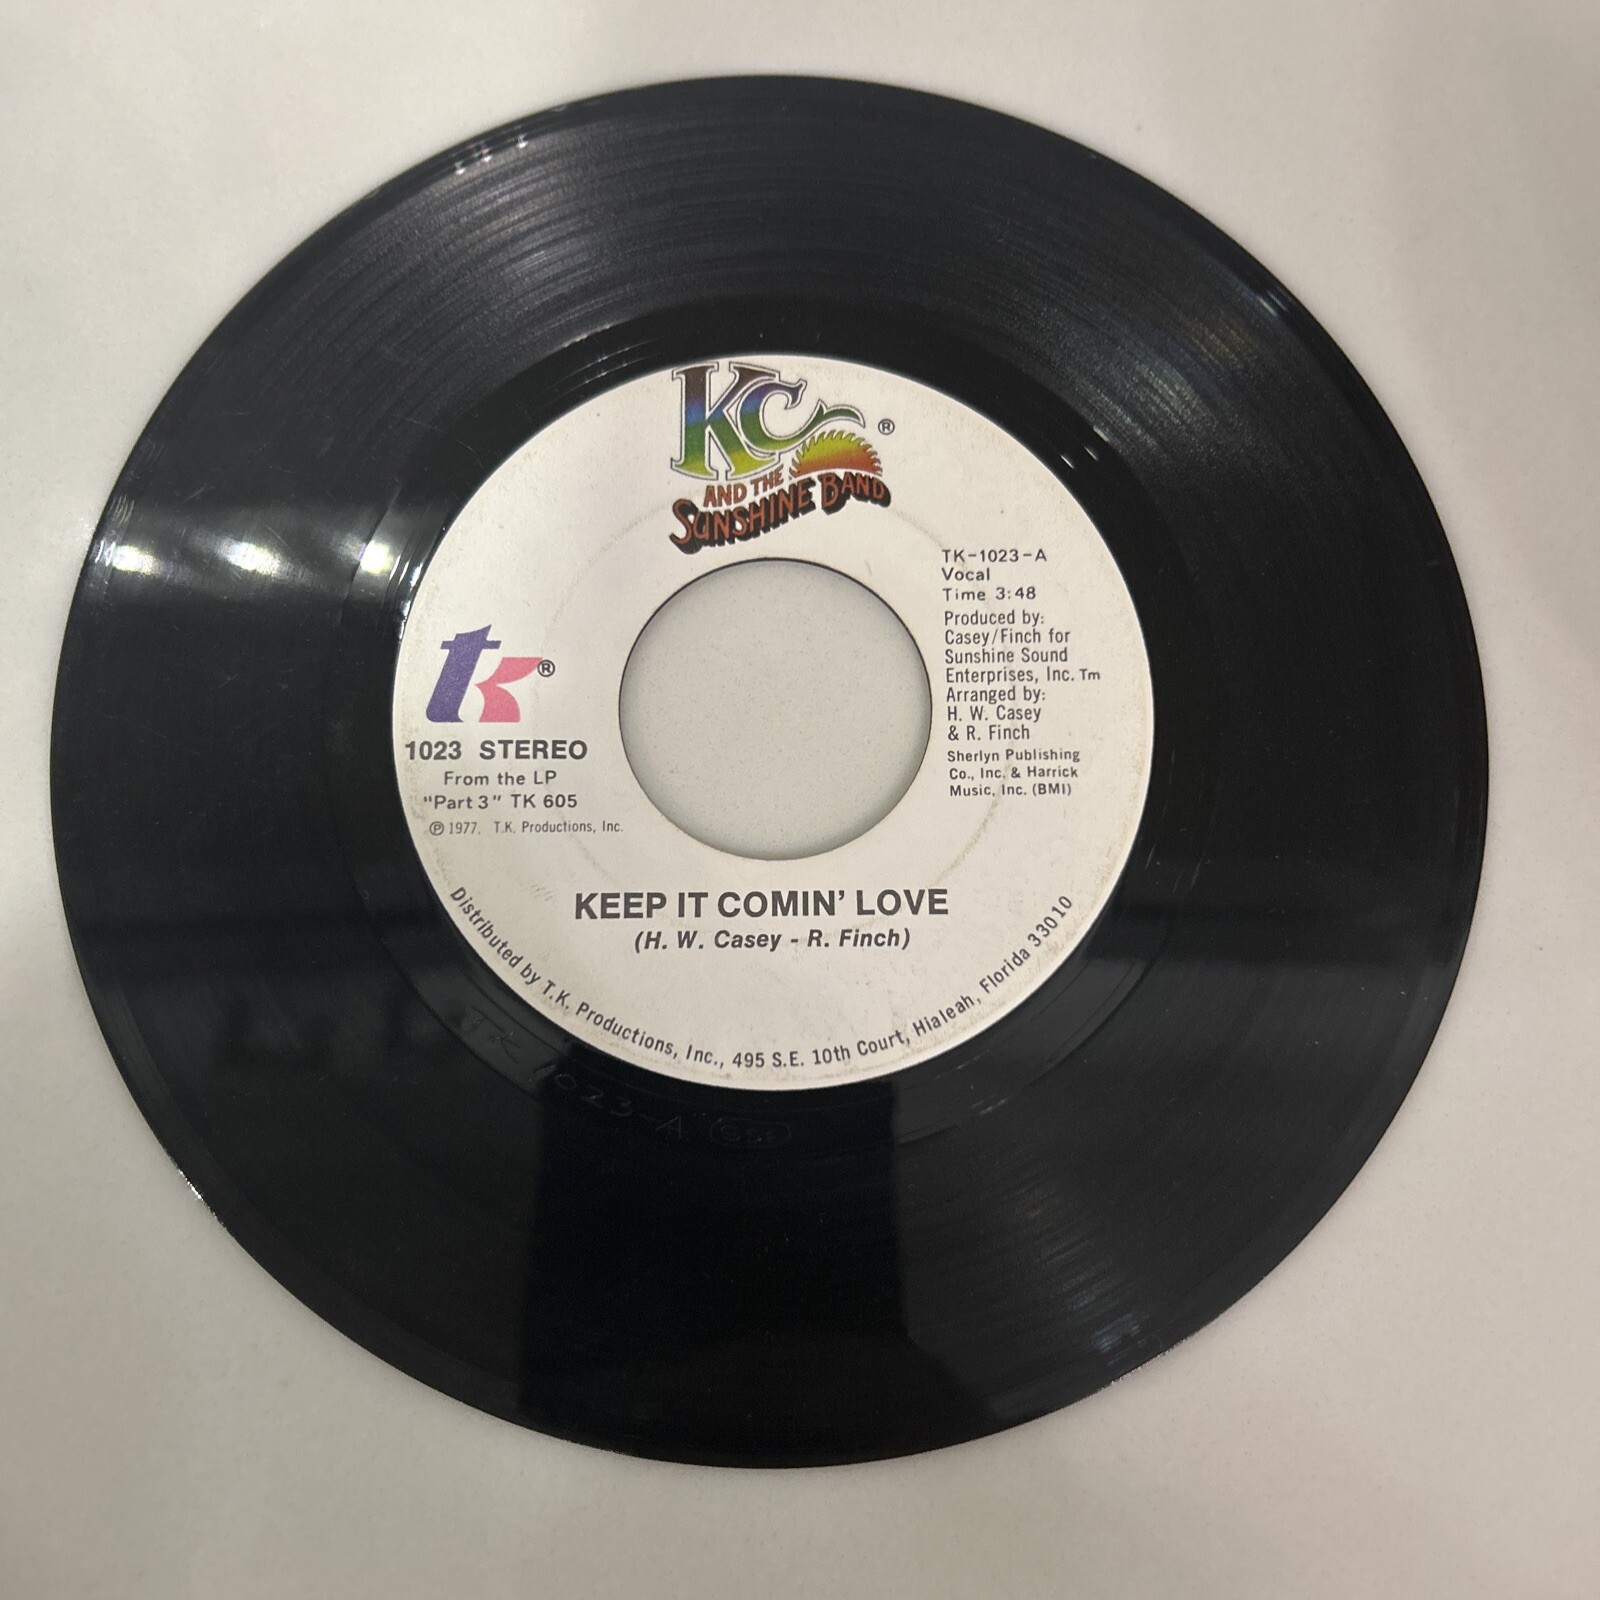 KC ®
AND THE
SUNSHINE BAND
TK-1023-A
Vocal
Time 3:48
Produced by:
Casey/Finch for
Sunshine Sound
Enterprises, Inc. Tm
Arranged by:
H. W. Casey
& R. Finch
Sherlyn Publishing
Co., Inc. & Harrick
Music, Inc. (BMI)
tk ®
1023 STEREO
From the LP
"Part 3" TK 605
℗ 1977, T.K. Productions, Inc.
KEEP IT COMIN' LOVE
(H. W. Casey - R. Finch)
Distributed by T.K. Productions, Inc., 495 S.E. 10th Court, Hialeah, Florida 33010
TK 1023-A